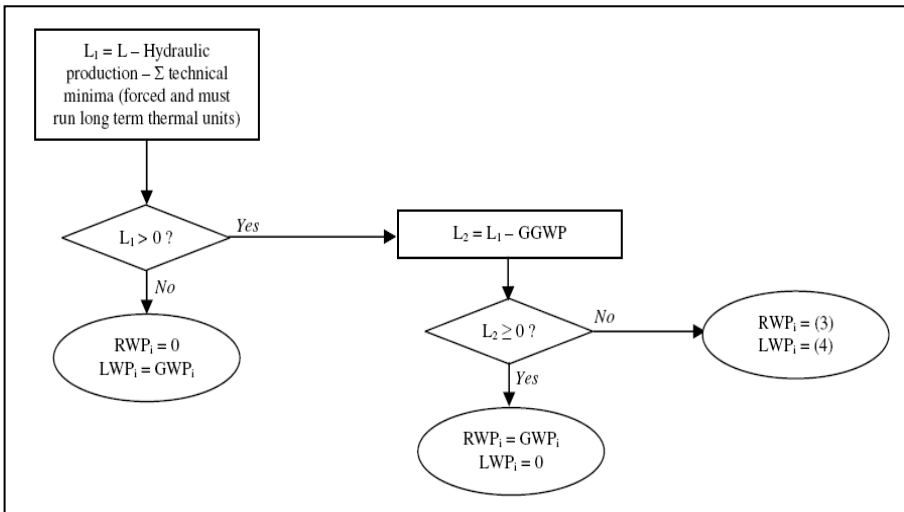 L₁ = L – Hydraulic
production – Σ technical
minima (forced and must
run long term thermal units)
L₁ > 0 ?
Yes
No
RWPᵢ = 0
LWPᵢ = GWPᵢ
L₂ = L₁ – GGWP
L₂ ≥ 0 ?
No
Yes
RWPᵢ = (3)
LWPᵢ = (4)
RWPᵢ = GWPᵢ
LWPᵢ = 0